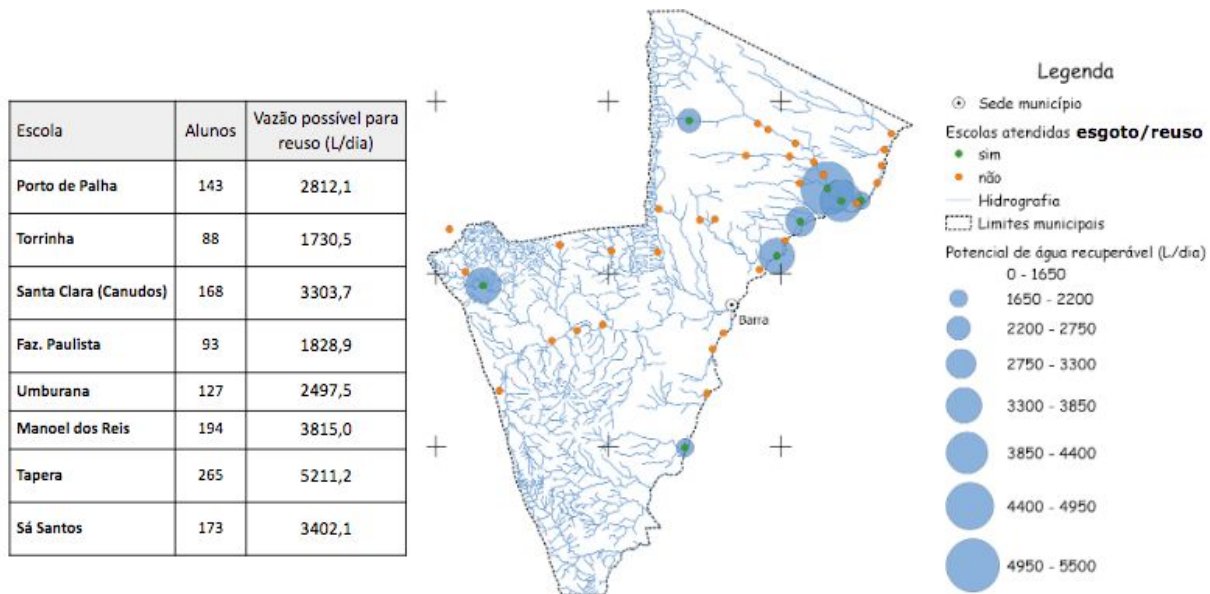 Escola Alunos Vazão possível para
reuso (L/dia)
Porto de Palha 143 2812,1
Torrinha 88 1730,5
Santa Clara (Canudos) 168 3303,7
Faz. Paulista 93 1828,9
Umburana 127 2497,5
Manoel dos Reis 194 3815,0
Tapera 265 5211,2
Sá Santos 173 3402,1
Barra
Legenda
Sede município
Escolas atendidas esgoto/reuso
sim
não
Hidrografia
Limites municipais
Potencial de água recuperável (L/dia)
0 - 1650
1650 - 2200
2200 - 2750
2750 - 3300
3300 - 3850
3850 - 4400
4400 - 4950
4950 - 5500